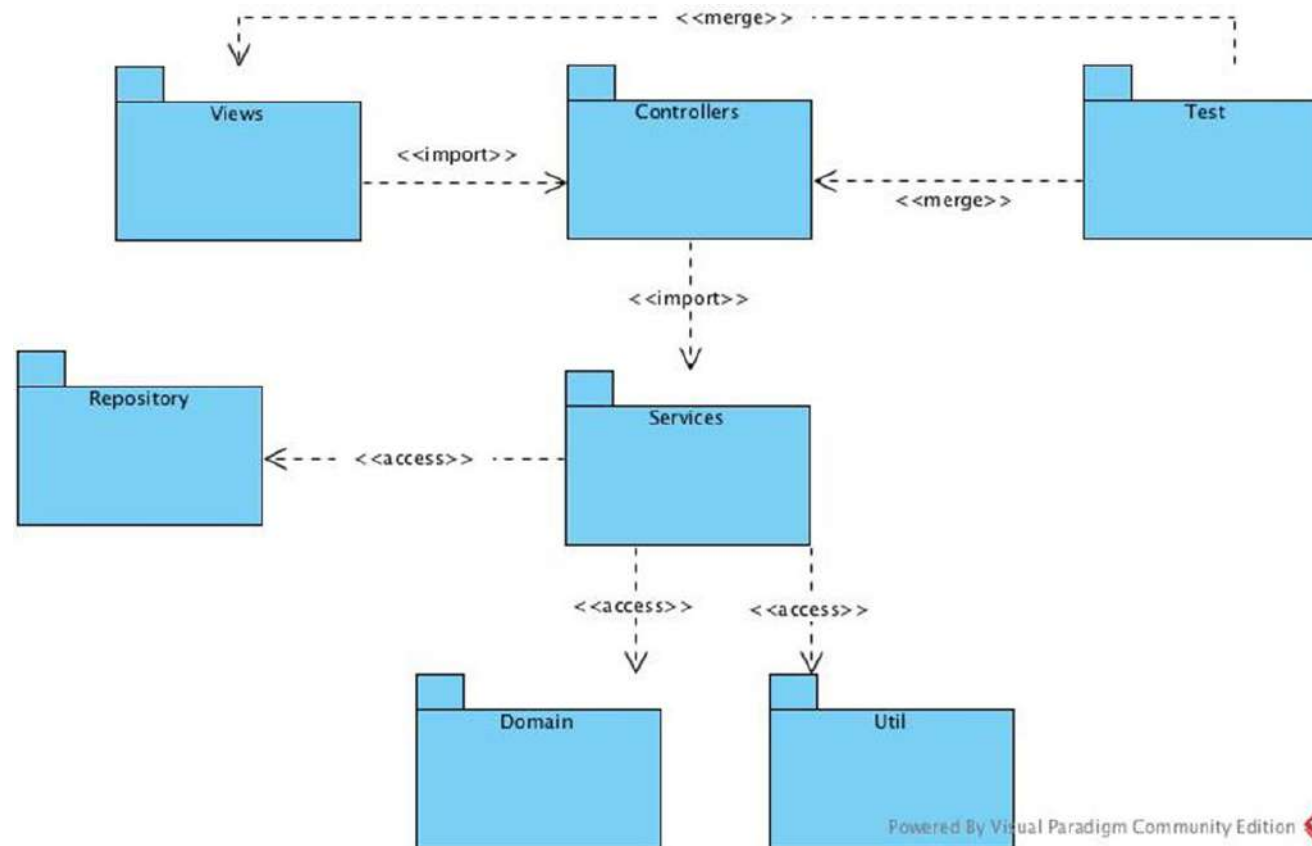 <<merge>>
Views
Controllers
Test
<<import>>
<<merge>>
<<import>>
Repository
Services
<<access>>
<<access>>
<<access>>
Domain
Util
Powered By Visual Paradigm Community Edition